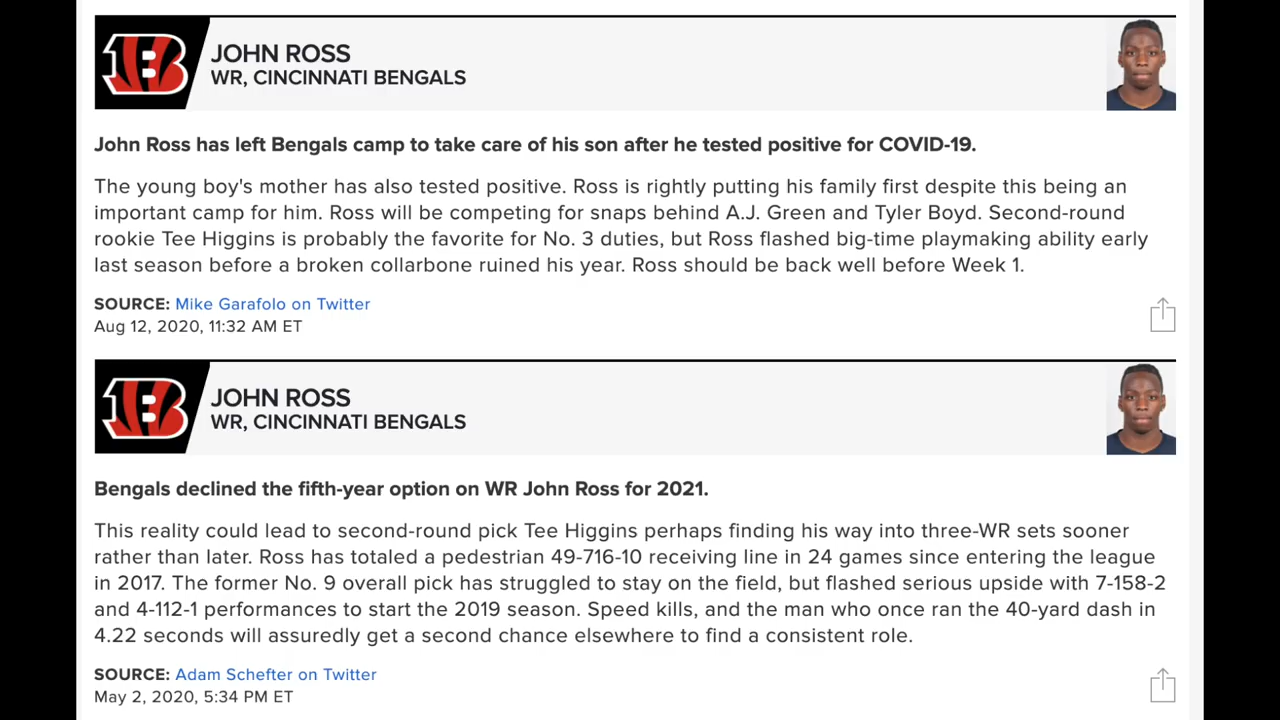 JOHN ROSS
WR, CINCINNATI BENGALS
John Ross has left Bengals camp to take care of his son after he tested positive for COVID-19.
The young boy's mother has also tested positive. Ross is rightly putting his family first despite this being an
important camp for him. Ross will be competing for snaps behind A.J. Green and Tyler Boyd. Second-round
rookie Tee Higgins is probably the favorite for No. 3 duties, but Ross flashed big-time playmaking ability early
last season before a broken collarbone ruined his year. Ross should be back well before Week 1.
SOURCE: Mike Garafolo on Twitter
Aug 12, 2020, 11:32 AM ET
JOHN ROSS
WR, CINCINNATI BENGALS
Bengals declined the fifth-year option on WR John Ross for 2021.
This reality could lead to second-round pick Tee Higgins perhaps finding his way into three-WR sets sooner
rather than later. Ross has totaled a pedestrian 49-716-10 receiving line in 24 games since entering the league
in 2017. The former No. 9 overall pick has struggled to stay on the field, but flashed serious upside with 7-158-2
and 4-112-1 performances to start the 2019 season. Speed kills, and the man who once ran the 40-yard dash in
4.22 seconds will assuredly get a second chance elsewhere to find a consistent role.
SOURCE: Adam Schefter on Twitter
May 2, 2020, 5:34 PM ET